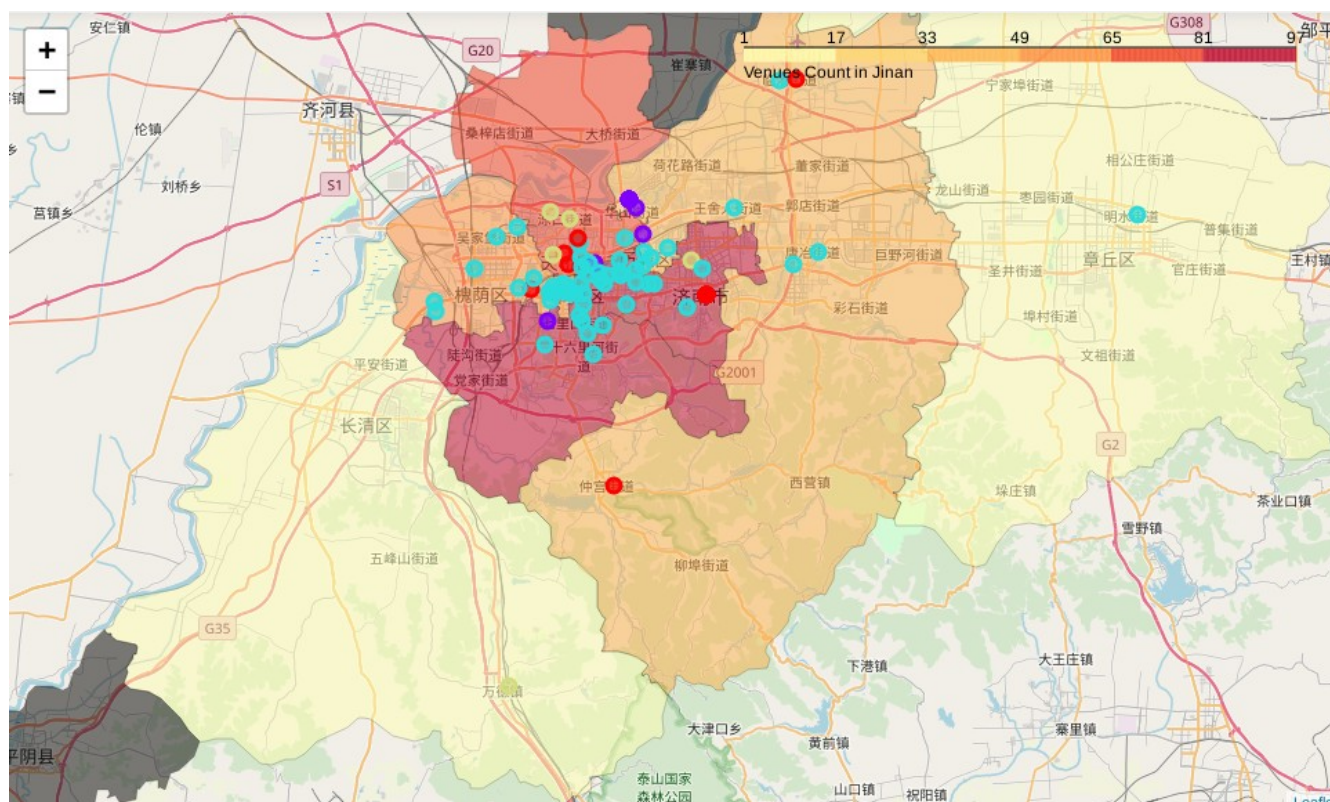 安仁镇
+
−
G20
崔寨镇
1 17 33 49 65 81 97
Venues Count in Jinan
G308
邹平
宁家埠街道
齐河县
伦镇
桑梓店街道
大桥街道
荷花路街道
董家街道
相公庄街道
刘桥乡
S1
龙山街道
枣园街道
莒镇乡
王舍人街道
郭店街道
明水街道
普集街道
吴家堡街道
唐冶街道
巨野河街道
圣井街道
章丘区
官庄街道
王村镇
槐荫区
济南市
彩石街道
埠村街道
陡沟街道
十六里河街
道
平安街道
党家街道
G2001
文祖街道
长清区
G2
仲宫街道
西营镇
垛庄镇
茶业口镇
雪野镇
五峰山街道
柳埠街道
G35
下港镇
大王庄镇
万德镇
大津口乡
寨里镇
黄前镇
平阴县
泰山国家
森林公园
山口镇
祝阳镇